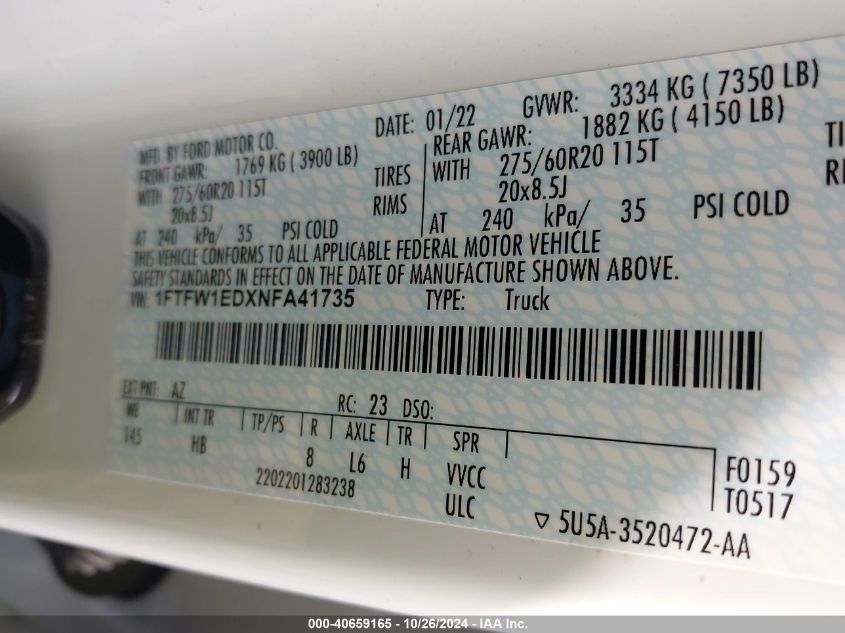 MFD. BY FORD MOTOR CO. DATE: 01/22 GVWR: 3334 KG ( 7350 LB)
FRONT GAWR: 1769 KG ( 3900 LB) REAR GAWR: 1882 KG ( 4150 LB)
WITH 275/60R20 115T TIRES WITH 275/60R20 115T TI
20x8.5J RIMS 20x8.5J RI
AT 240 kPa/ 35 PSI COLD AT 240 kPa/ 35 PSI COLD
THIS VEHICLE CONFORMS TO ALL APPLICABLE FEDERAL MOTOR VEHICLE
SAFETY STANDARDS IN EFFECT ON THE DATE OF MANUFACTURE SHOWN ABOVE.
VIN: 1FTFW1EDXNFA41735 TYPE: Truck
EXT PNT: AZ RC: 23 DSO:
WB INT TR TP/PS R AXLE TR SPR
145 HB 8 L6 H VVCC F0159
2202201283238 ULC T0517
5U5A-3520472-AA
000-40659165 - 10/26/2024 - IAA Inc.